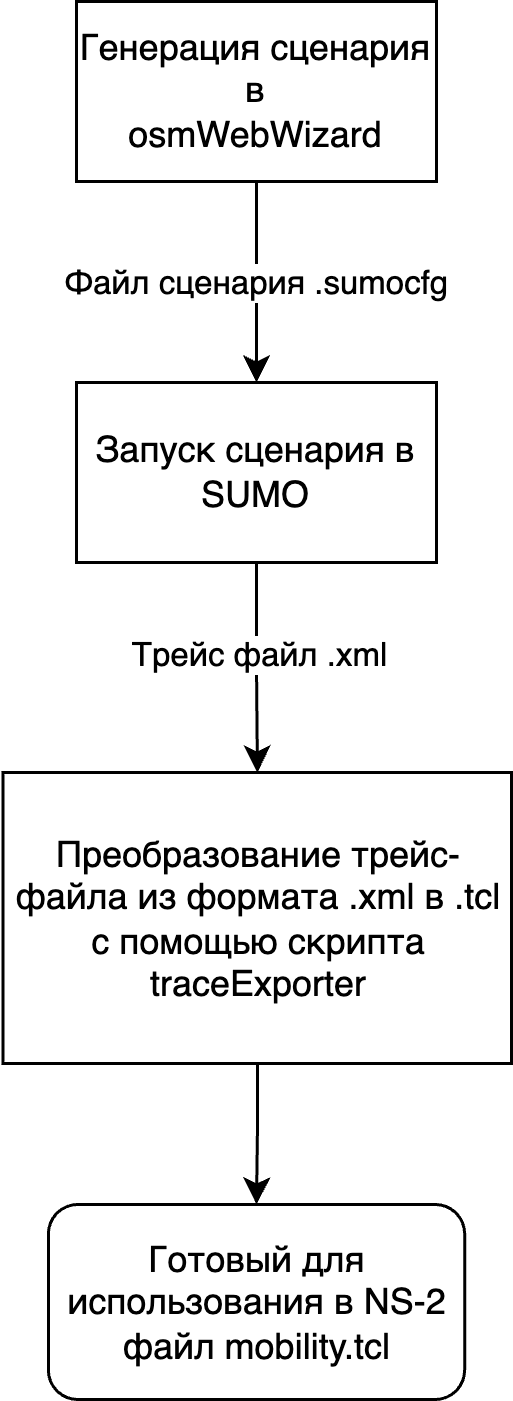 Генерация сценария
в
osmWebWizard
Файл сценария .sumocfg
Запуск сценария в
SUMO
Трейс файл .xml
Преобразование трейс-
файла из формата .xml в .tcl
с помощью скрипта
traceExporter
Готовый для
использования в NS-2
файл mobility.tcl